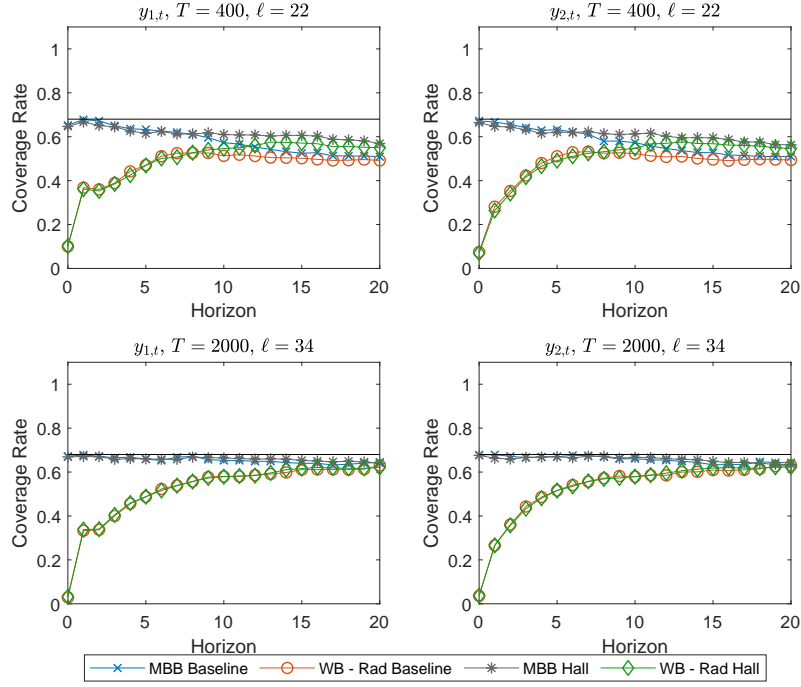 y1,t, T = 400, ℓ = 22
1
0.8
0.6
0.4
0.2
0
Coverage Rate
0 5 10 15 20
Horizon
y2,t, T = 400, ℓ = 22
1
0.8
0.6
0.4
0.2
0
Coverage Rate
0 5 10 15 20
Horizon
y1,t, T = 2000, ℓ = 34
1
0.8
0.6
0.4
0.2
0
Coverage Rate
0 5 10 15 20
Horizon
y2,t, T = 2000, ℓ = 34
1
0.8
0.6
0.4
0.2
0
Coverage Rate
0 5 10 15 20
Horizon
MBB Baseline WB - Rad Baseline MBB Hall WB - Rad Hall